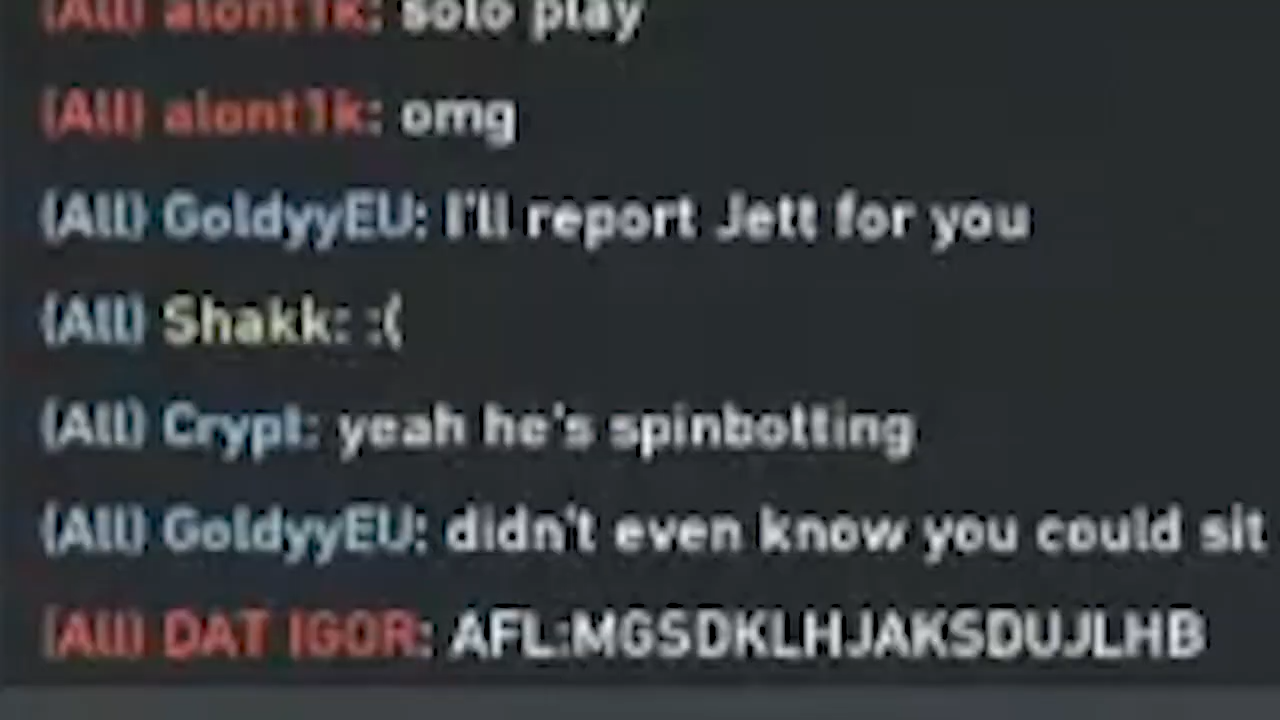 (All) alont1k: solo play
(All) alont1k: omg
(All) GoldyyEU: I'll report Jett for you
(All) Shakk: :(
(All) Crypt: yeah he's spinbotting
(All) GoldyyEU: didn't even know you could sit
(All) DAT IGOR: AFL:MGSDKLHJAKSDUJLHB